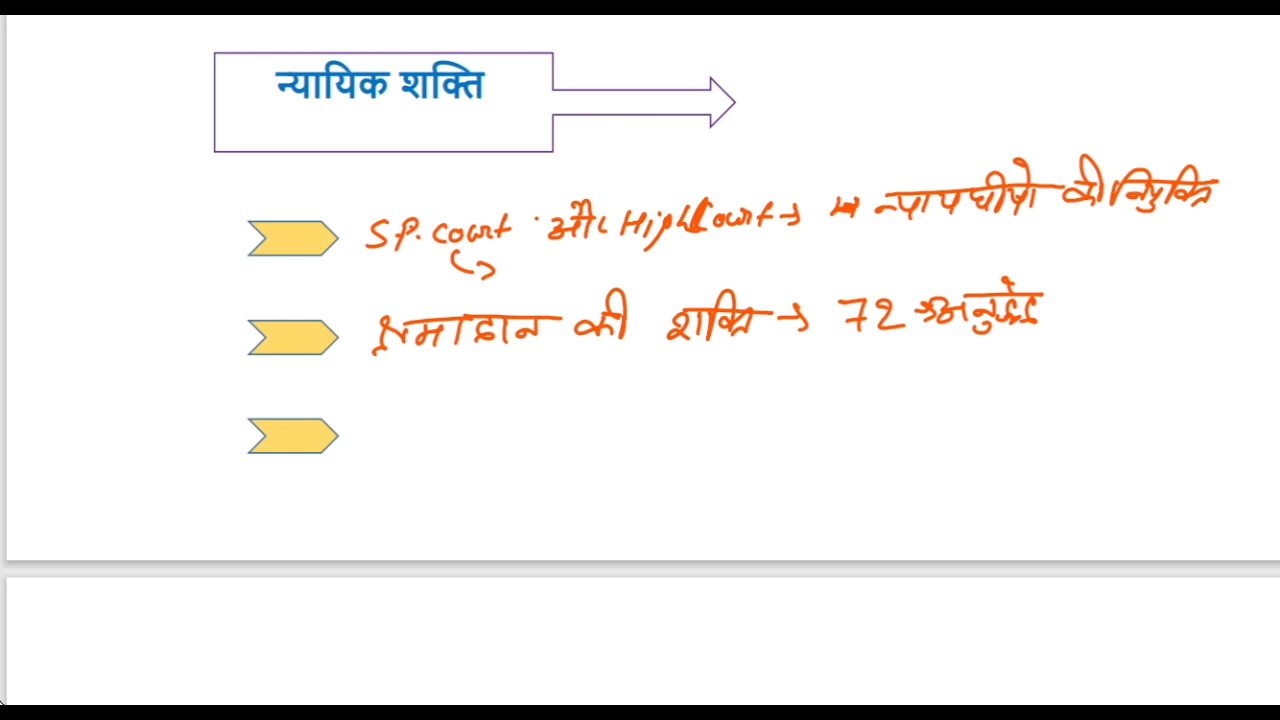 न्यायिक शक्ति
SP. court और High Court → न्यायधीषो की नियुक्ति
क्षमादान की शक्ति → 72 → अनुछेद